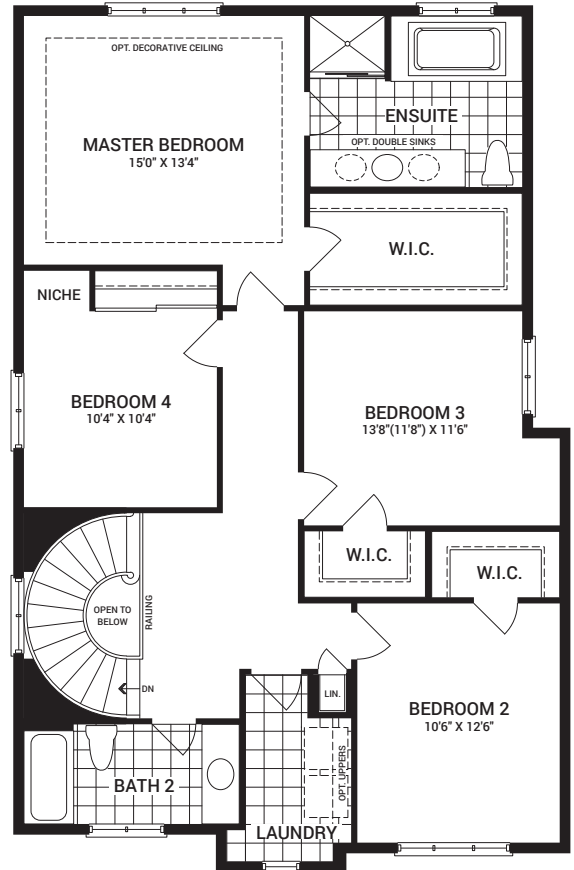 OPT. DECORATIVE CEILING
MASTER BEDROOM
15'0" X 13'4"
ENSUITE
OPT. DOUBLE SINKS
W.I.C.
NICHE
BEDROOM 4
10'4" X 10'4"
BEDROOM 3
13'8"(11'8") X 11'6"
W.I.C.
W.I.C.
OPEN TO
BELOW
RAILING
DN
LIN.
BEDROOM 2
10'6" X 12'6"
BATH 2
OPT. UPPERS
LAUNDRY